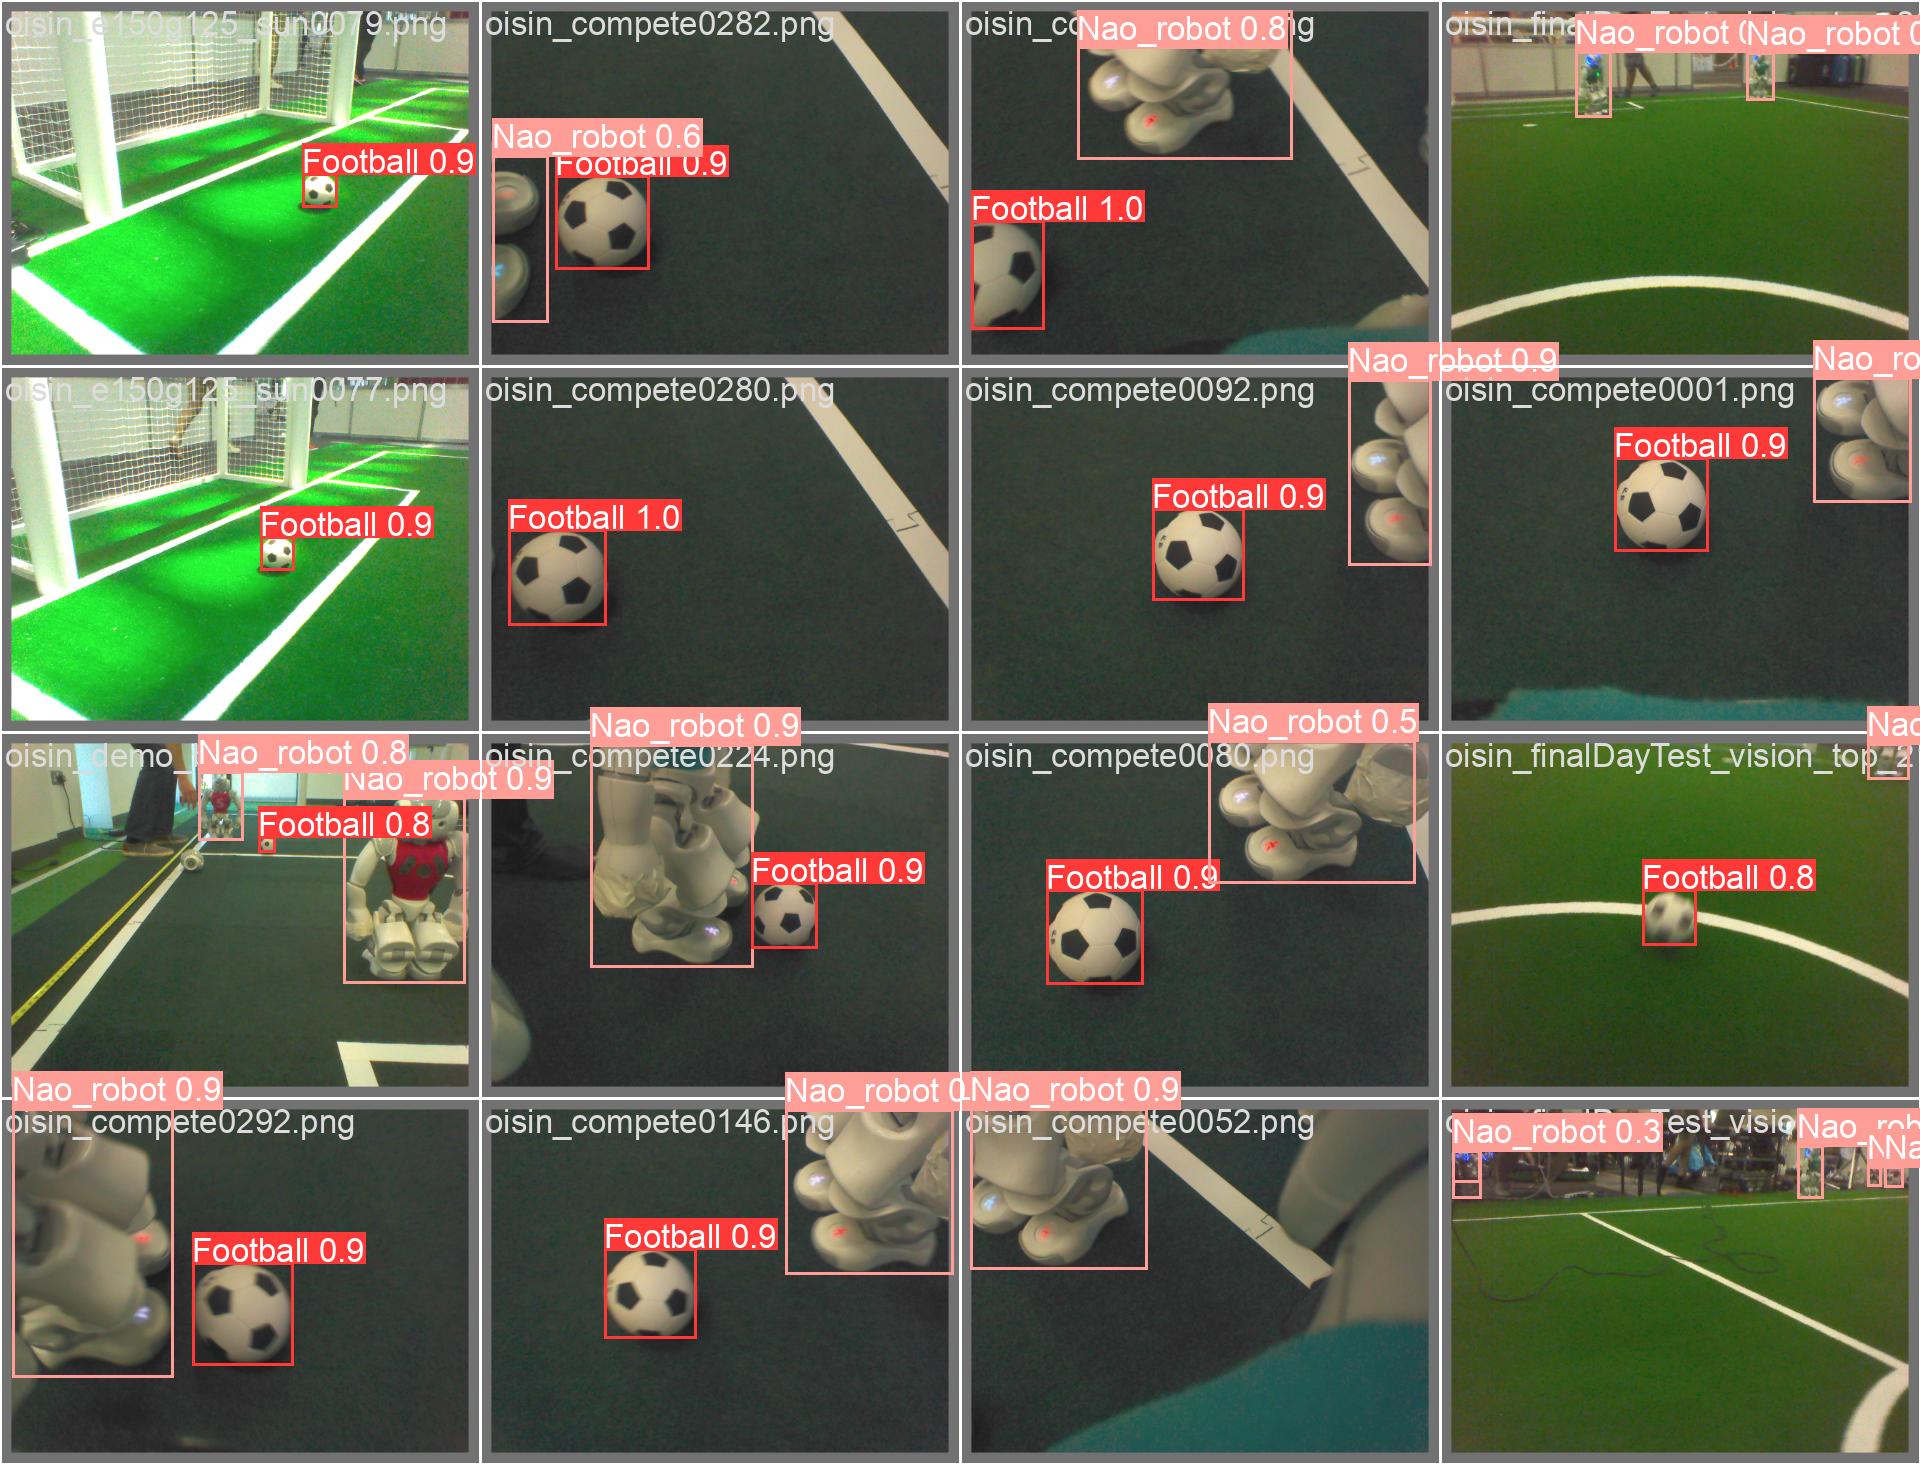 oisin_e150g125_sun0079.png
Football 0.9
oisin_compete0282.png
Nao_robot 0.6
Football 0.9
Nao_robot 0.8
Football 1.0
Nao_robot
Nao_robot
oisin_e150g125_sun0077.png
Football 0.9
oisin_compete0280.png
Football 1.0
oisin_compete0092.png
Nao_robot 0.9
Football 0.9
oisin_compete0001.png
Football 0.9
oisin_demo_
Nao_robot 0.8
Nao_robot 0.9
Football 0.8
oisin_compete0224.png
Nao_robot 0.9
Football 0.9
oisin_compete0080.png
Nao_robot 0.5
Football 0.9
oisin_finalDayTest_vision_top_2
Nao
Football 0.8
oisin_compete0292.png
Nao_robot 0.9
Football 0.9
oisin_compete0146.png
Nao_robot
Football 0.9
oisin_compete0052.png
Nao_robot 0.9
Nao_robot 0.3